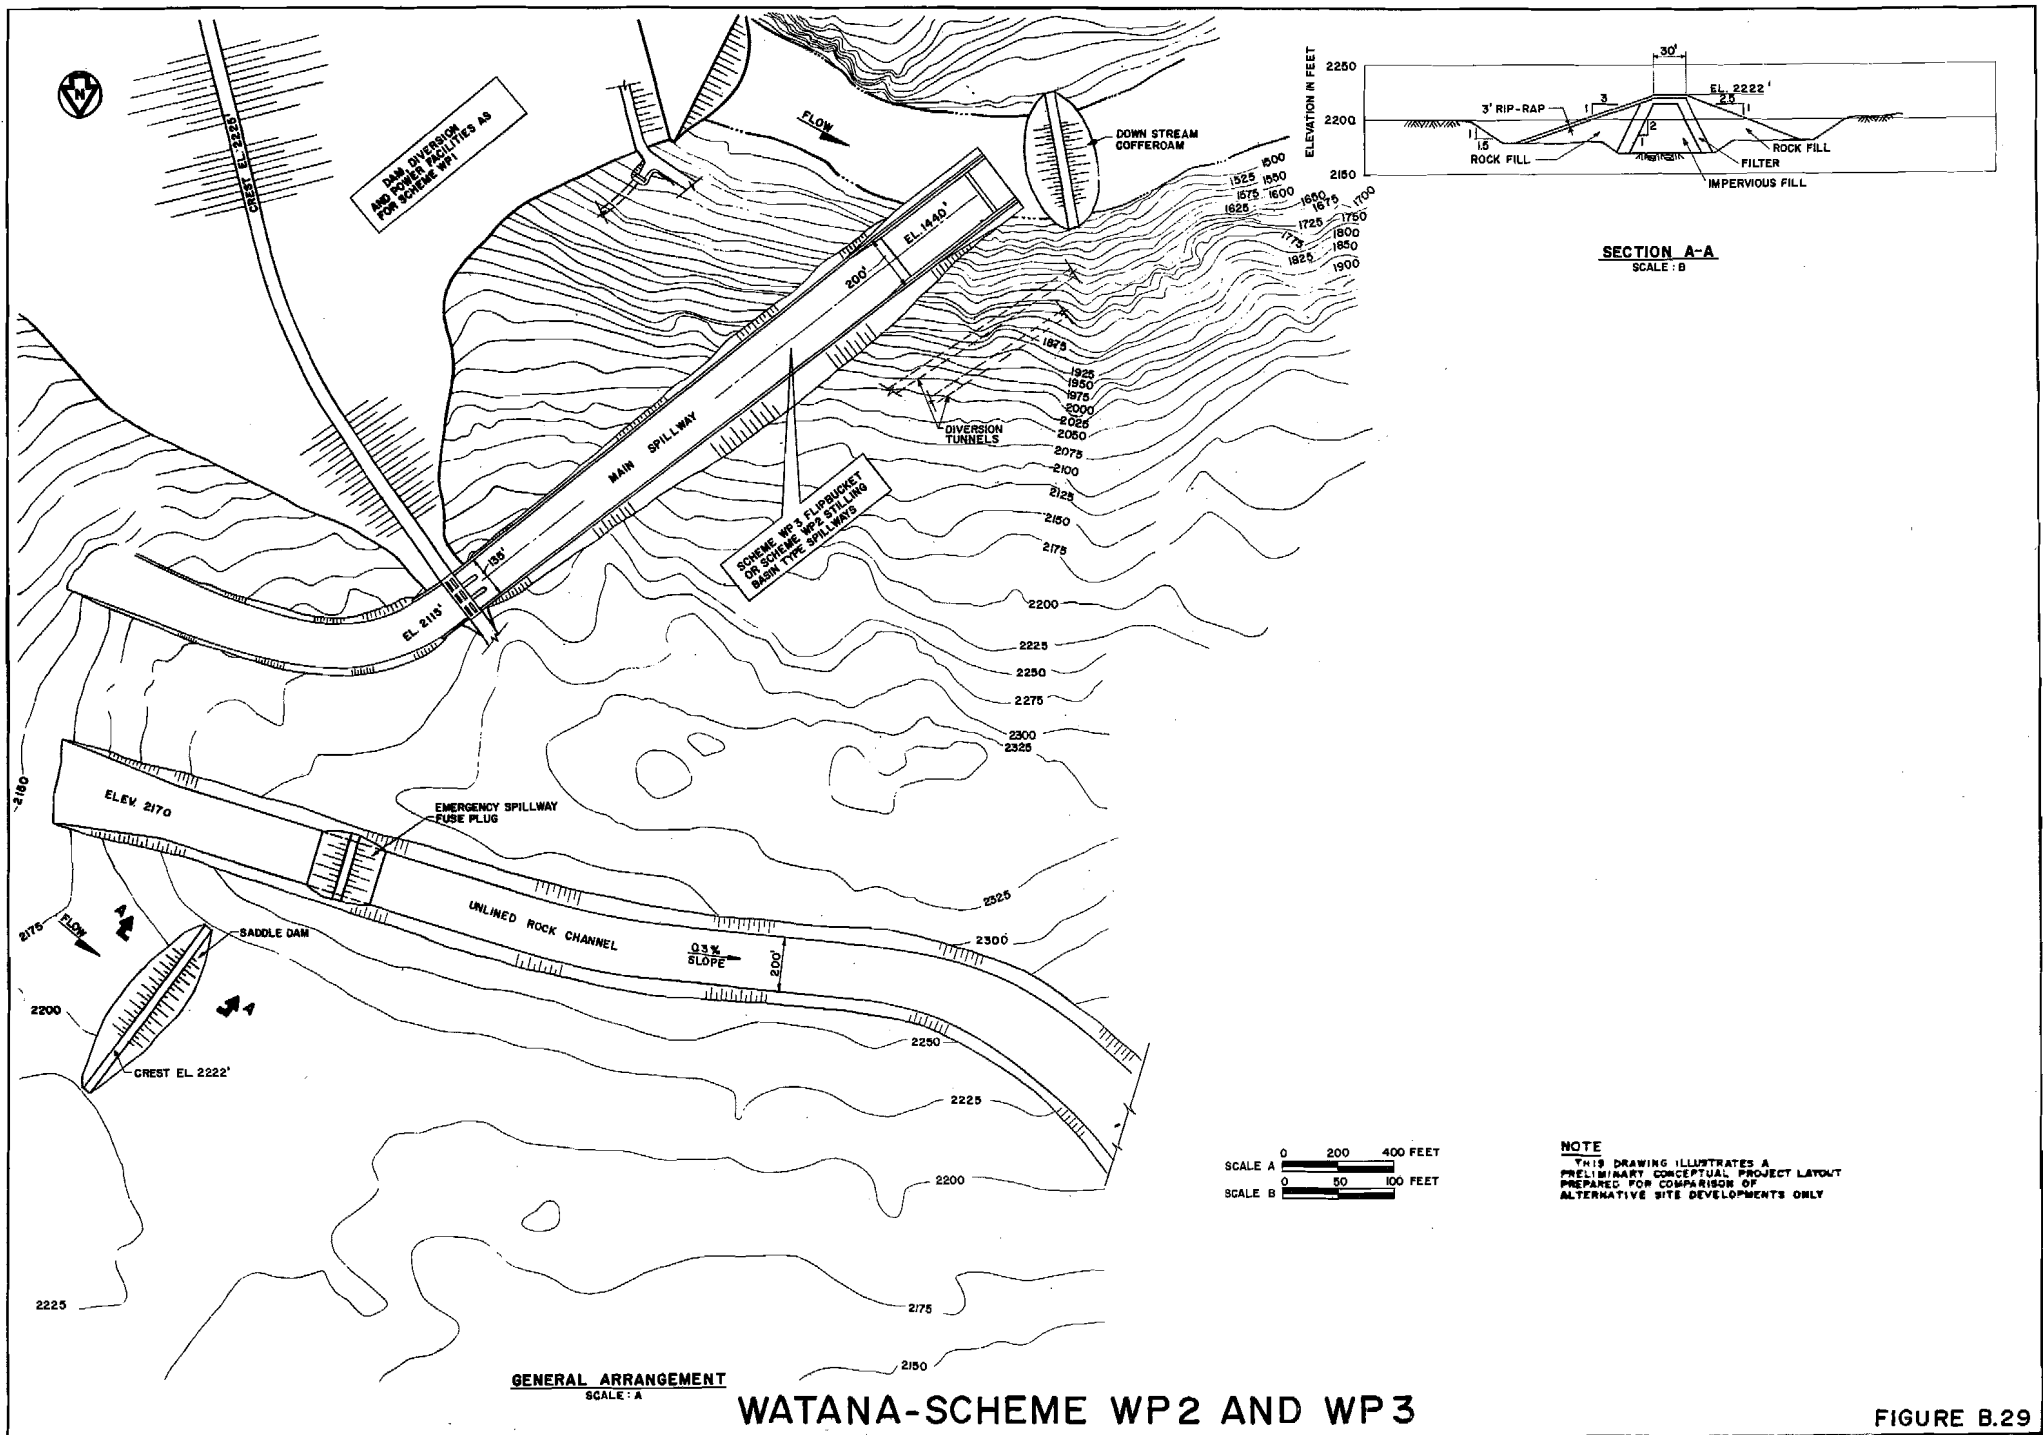 N
CREST EL. 2225'
DAM, DIVERSION
AND POWER FACILITIES AS
FOR SCHEME WP1
FLOW
DOWN STREAM
COFFERDAM
EL. 1440'
200'
1500
1525 1550
1575 1600
1625
1650
1675
1700
1725
1750
1775
1800
1825
1850
1900
1875
1925
1950
1975
2000
2025
2050
2075
2100
2125
2150
2175
2200
2225
2250
2275
2300
2325
DIVERSION
TUNNELS
MAIN SPILLWAY
SCHEME WP3 FLIPBUCKET
OR SCHEME WP2 STILLING
BASIN TYPE SPILLWAYS
135'
EL. 2115'
2150
ELEV. 2170
EMERGENCY SPILLWAY
FUSE PLUG
UNLINED ROCK CHANNEL
0.3%
SLOPE
200'
2325
2300
2175
FLOW
A
SADDLE DAM
A
2200
CREST EL. 2222'
2250
2225
2200
2225
2175
2150
GENERAL ARRANGEMENT
SCALE: A
ELEVATION IN FEET
2250
2200
2150
30'
EL. 2222'
3' RIP-RAP
1
3
2.5
1
1
1.5
2
1
ROCK FILL
ROCK FILL
FILTER
IMPERVIOUS FILL
SECTION A-A
SCALE: B
SCALE A
0 200 400 FEET
SCALE B
0 50 100 FEET
NOTE
THIS DRAWING ILLUSTRATES A
PRELIMINARY CONCEPTUAL PROJECT LAYOUT
PREPARED FOR COMPARISON OF
ALTERNATIVE SITE DEVELOPMENTS ONLY
WATANA-SCHEME WP2 AND WP3
FIGURE B.29